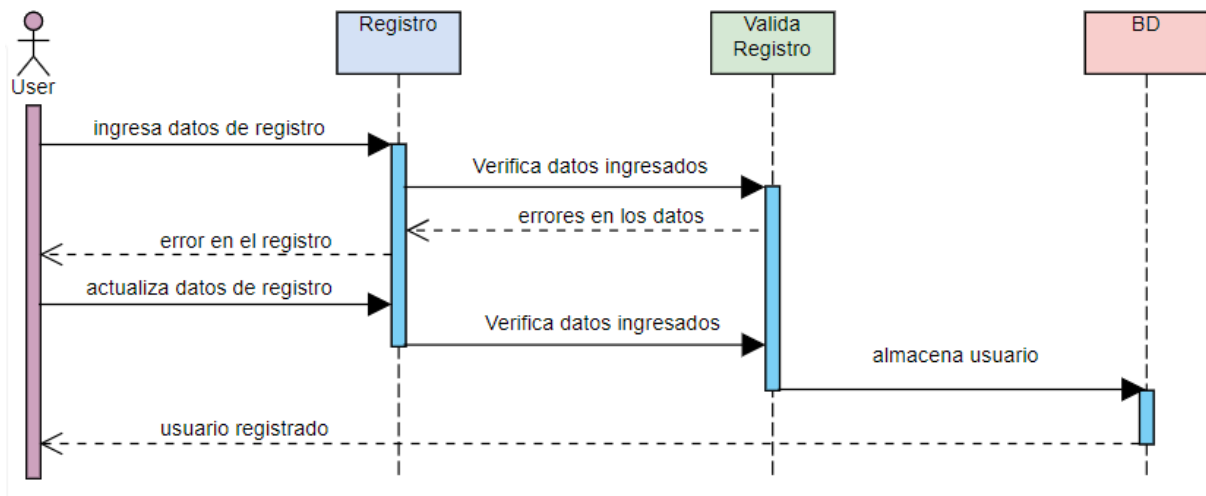 Registro
Valida
Registro
BD
User
ingresa datos de registro
Verifica datos ingresados
errores en los datos
error en el registro
actualiza datos de registro
Verifica datos ingresados
almacena usuario
usuario registrado